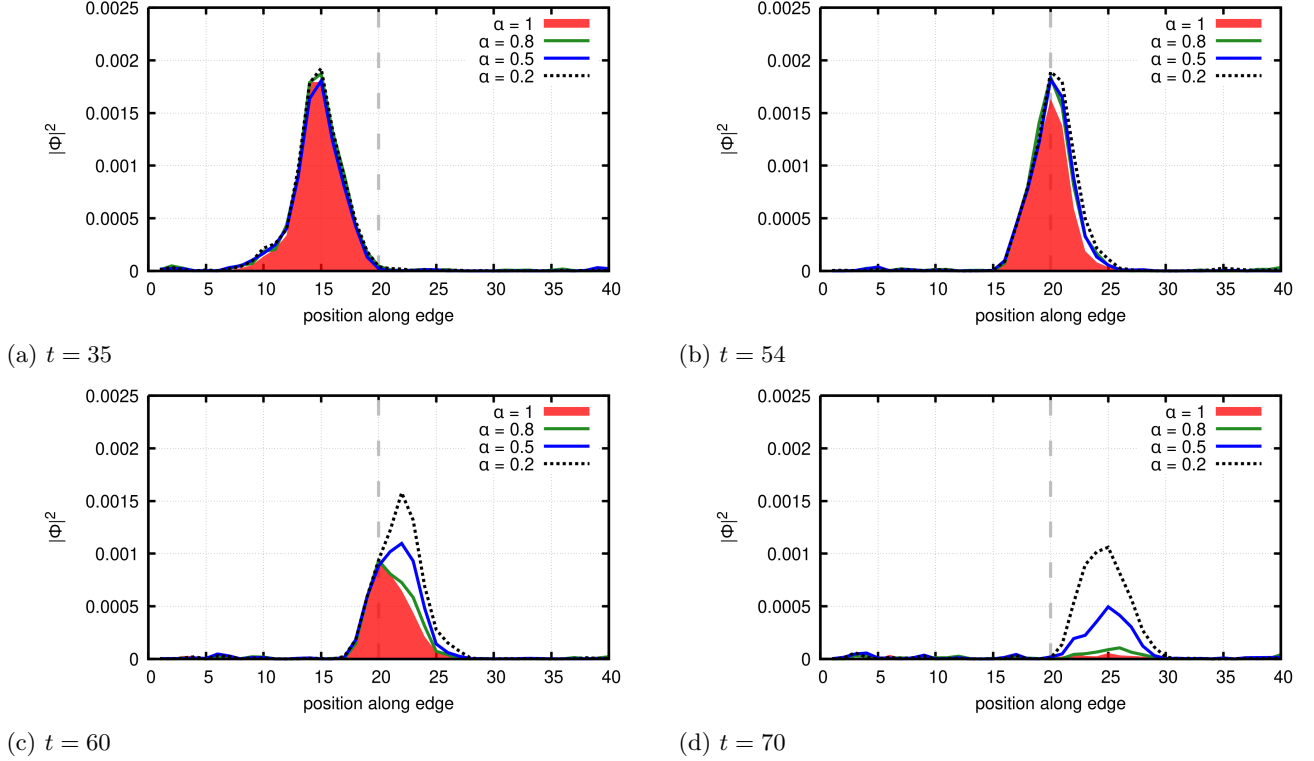 |Φ|²
0.0025
0.002
0.0015
0.001
0.0005
0
0 5 10 15 20 25 30 35 40
position along edge
α = 1
α = 0.8
α = 0.5
α = 0.2
(a) t = 35
|Φ|²
0.0025
0.002
0.0015
0.001
0.0005
0
0 5 10 15 20 25 30 35 40
position along edge
α = 1
α = 0.8
α = 0.5
α = 0.2
(b) t = 54
|Φ|²
0.0025
0.002
0.0015
0.001
0.0005
0
0 5 10 15 20 25 30 35 40
position along edge
α = 1
α = 0.8
α = 0.5
α = 0.2
(c) t = 60
|Φ|²
0.0025
0.002
0.0015
0.001
0.0005
0
0 5 10 15 20 25 30 35 40
position along edge
α = 1
α = 0.8
α = 0.5
α = 0.2
(d) t = 70